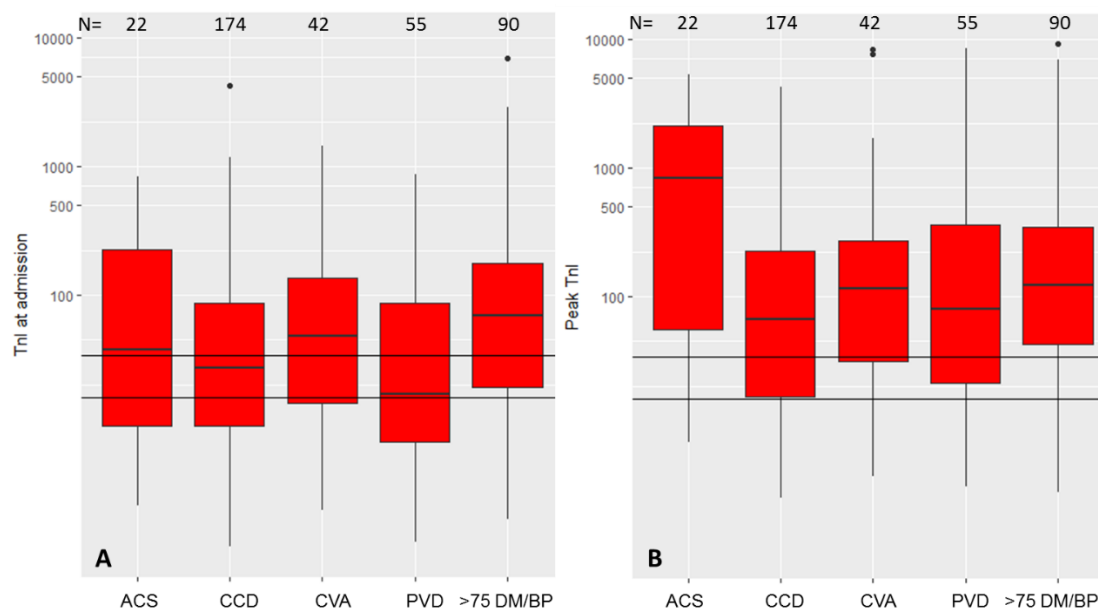 N= 22 174 42 55 90
10000
5000
1000
500
100
TnI at admission
A
ACS CCD CVA PVD >75 DM/BP
N= 22 174 42 55 90
10000
5000
1000
500
100
Peak TnI
B
ACS CCD CVA PVD >75 DM/BP